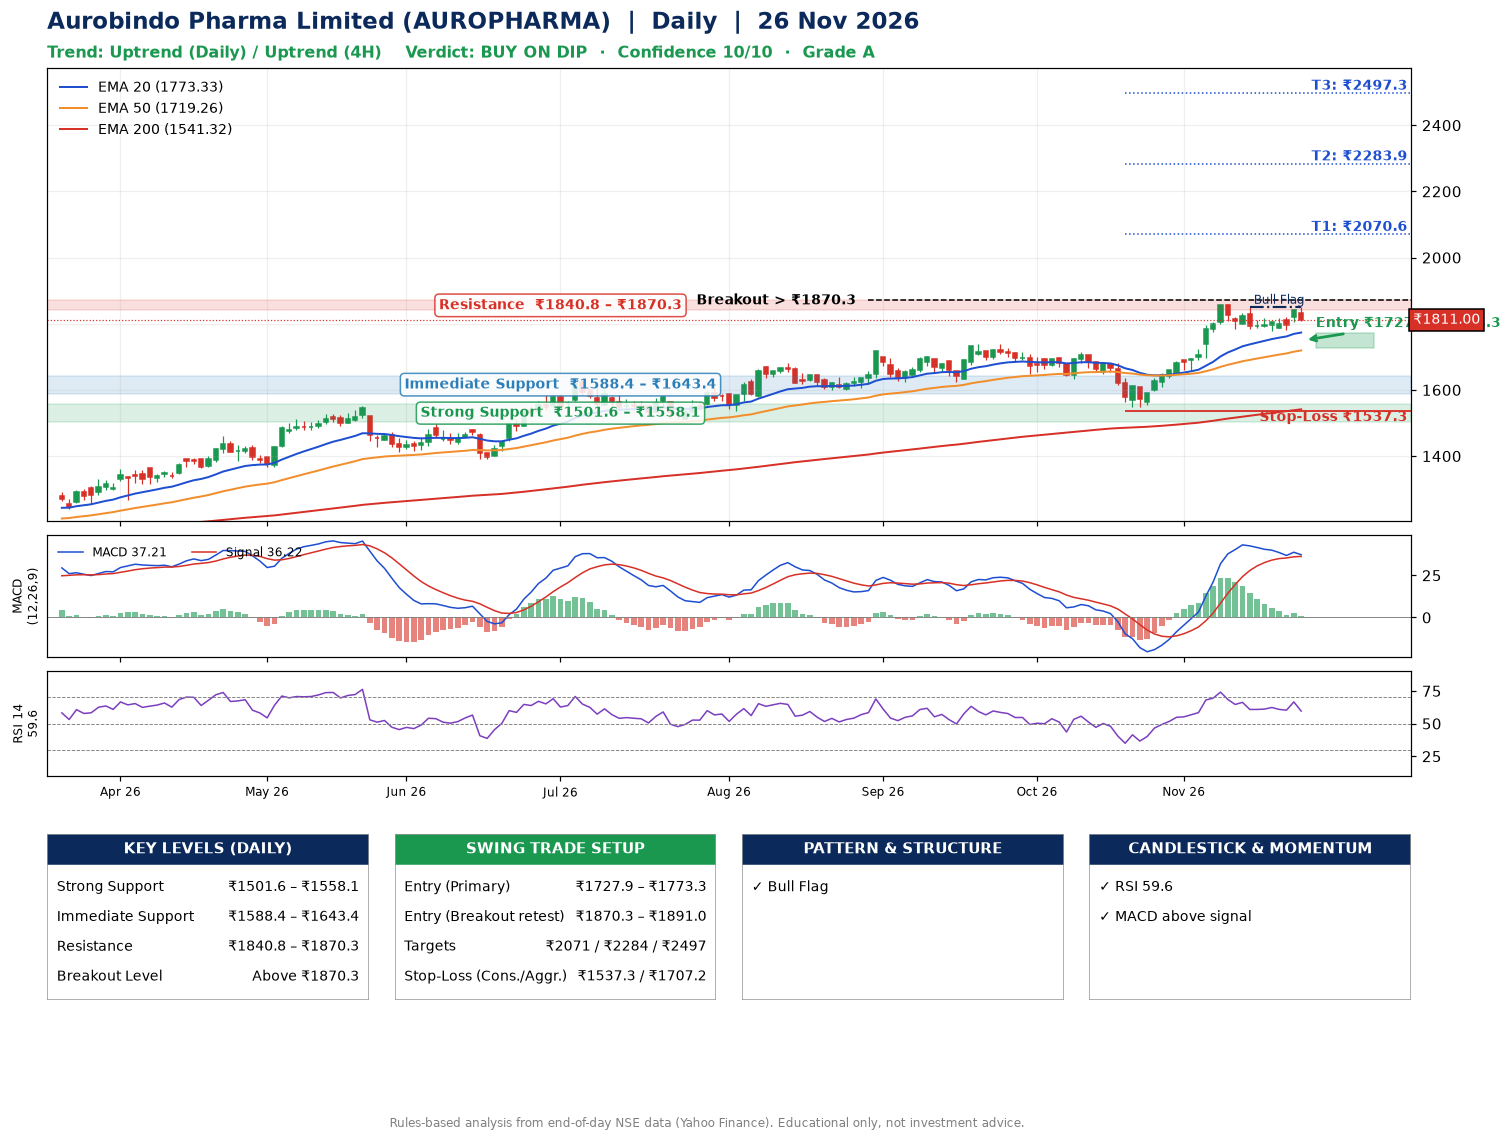 Aurobindo Pharma Limited (AUROPHARMA) | Daily | 26 Nov 2026
Trend: Uptrend (Daily) / Uptrend (4H) Verdict: BUY ON DIP · Confidence 10/10 · Grade A
EMA 20 (1773.33)
EMA 50 (1719.26)
EMA 200 (1541.32)
T3: ₹2497.3
2400
T2: ₹2283.9
2200
T1: ₹2070.6
2000
Resistance ₹1840.8 – ₹1870.3
Breakout > ₹1870.3
Bull Flag
Entry ₹1727
.3
₹1811.00
Immediate Support ₹1588.4 – ₹1643.4
1600
Strong Support ₹1501.6 – ₹1558.1
Stop-Loss ₹1537.3
1400
MACD 37.21
Signal 36.22
MACD
(12,26,9)
25
0
RSI 14
59.6
75
50
25
Apr 26
May 26
Jun 26
Jul 26
Aug 26
Sep 26
Oct 26
Nov 26
KEY LEVELS (DAILY)
Strong Support ₹1501.6 – ₹1558.1
Immediate Support ₹1588.4 – ₹1643.4
Resistance ₹1840.8 – ₹1870.3
Breakout Level Above ₹1870.3
SWING TRADE SETUP
Entry (Primary) ₹1727.9 – ₹1773.3
Entry (Breakout retest) ₹1870.3 – ₹1891.0
Targets ₹2071 / ₹2284 / ₹2497
Stop-Loss (Cons./Aggr.) ₹1537.3 / ₹1707.2
PATTERN & STRUCTURE
✓ Bull Flag
CANDLESTICK & MOMENTUM
✓ RSI 59.6
✓ MACD above signal
Rules-based analysis from end-of-day NSE data (Yahoo Finance). Educational only, not investment advice.